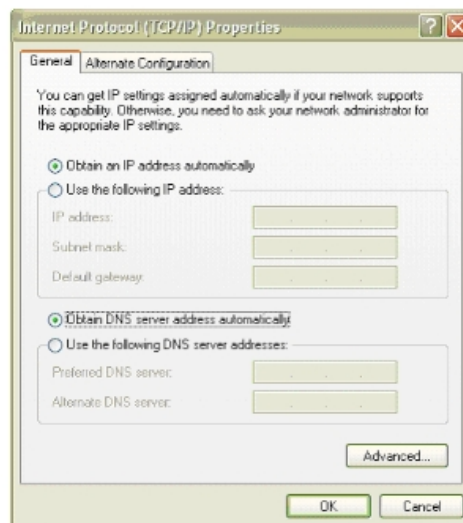 Internet Protocol (TCP/IP) Properties
General
Alternate Configuration
You can get IP settings assigned automatically if your network supports
this capability. Otherwise, you need to ask your network administrator for
the appropriate IP settings.
Obtain an IP address automatically
Use the following IP address:
IP address:
Subnet mask:
Default gateway:
Obtain DNS server address automatically
Use the following DNS server addresses:
Preferred DNS server:
Alternate DNS server:
Advanced...
OK
Cancel